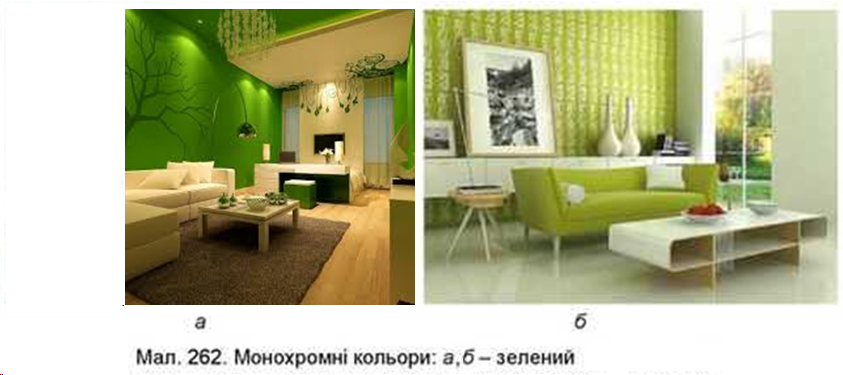 а б
Мал. 262. Монохромні кольори: а,б – зелений